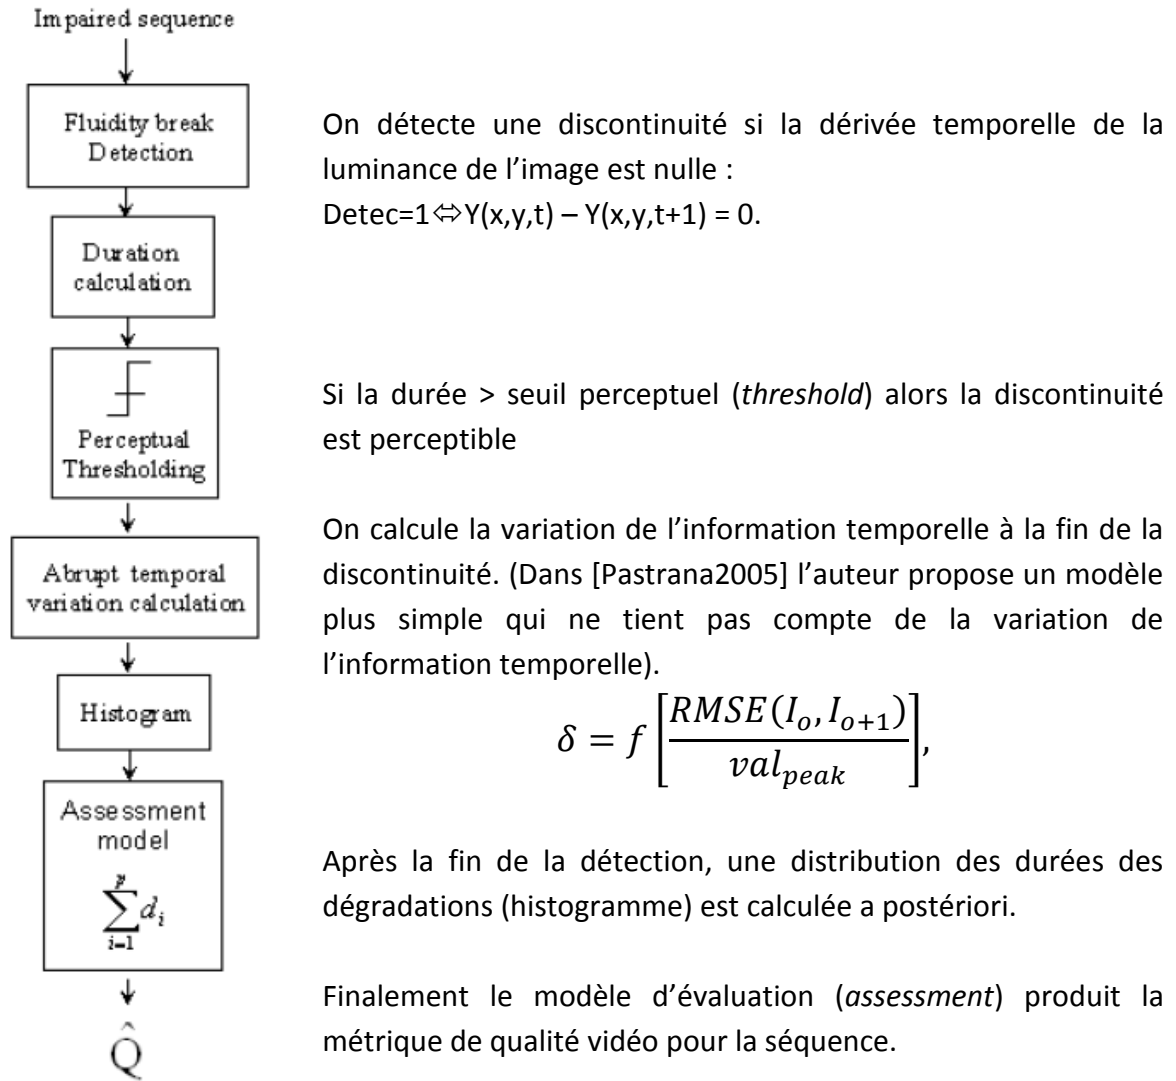 Impaired sequence
Fluidity break
Detection
On détecte une discontinuité si la dérivée temporelle de la
luminance de l’image est nulle :
Detec=1⇔Y(x,y,t) – Y(x,y,t+1) = 0.
Duration
calculation
Perceptual
Thresholding
Si la durée > seuil perceptuel (threshold) alors la discontinuité
est perceptible
Abrupt temporal
variation calculation
On calcule la variation de l’information temporelle à la fin de la
discontinuité. (Dans [Pastrana2005] l’auteur propose un modèle
plus simple qui ne tient pas compte de la variation de
l’information temporelle).
δ = f [RMSE(I_o, I_{o+1}) / val_{peak}],
Histogram
Après la fin de la détection, une distribution des durées des
dégradations (histogramme) est calculée a postériori.
Assessment
model
∑_{i=1}^{p} d_i
Finalement le modèle d’évaluation (assessment) produit la
métrique de qualité vidéo pour la séquence.
Q̂